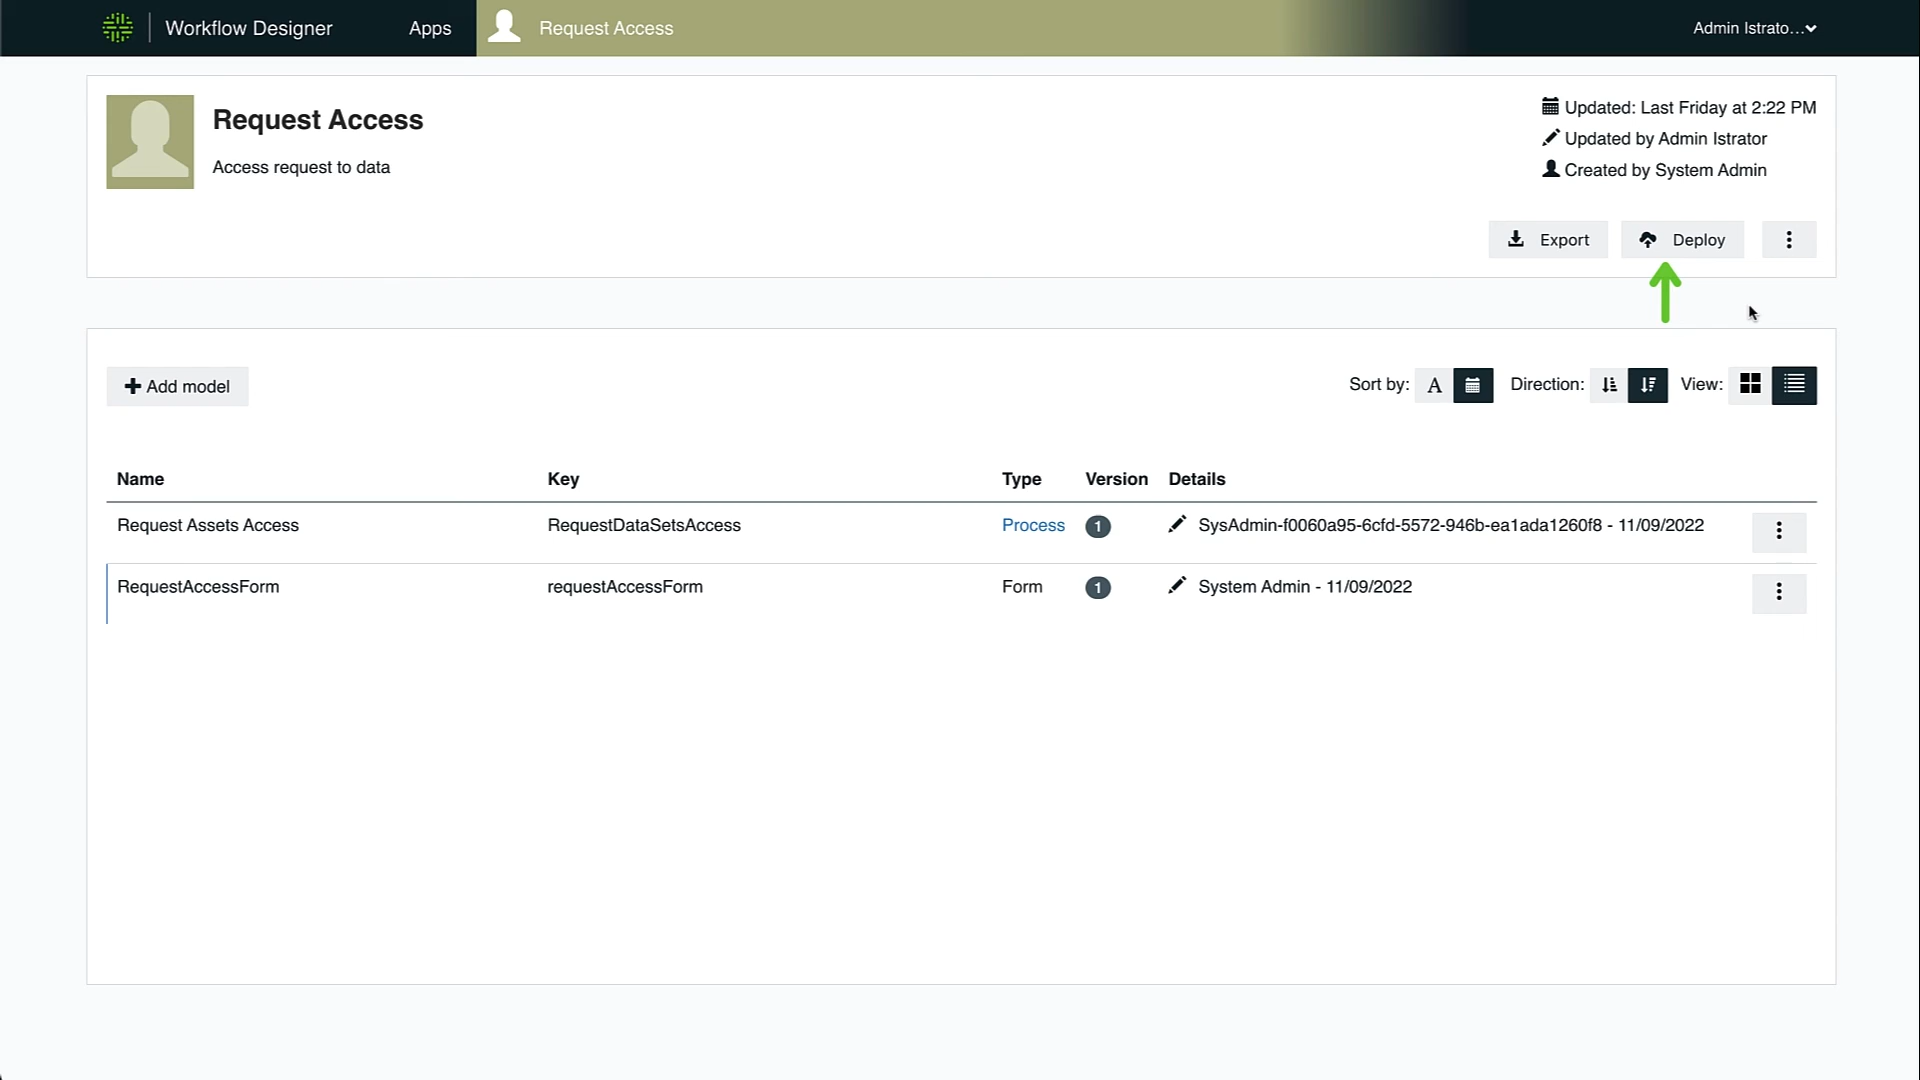 Workflow Designer Apps Request Access Admin Istrato...
Request Access
Access request to data
Updated: Last Friday at 2:22 PM
Updated by Admin Istrator
Created by System Admin
Export Deploy
Add model
Sort by: A Direction: View:
Name Key Type Version Details
Request Assets Access RequestDataSetsAccess Process 1 SysAdmin-f0060a95-6cfd-5572-946b-ea1ada1260f8 - 11/09/2022
RequestAccessForm requestAccessForm Form 1 System Admin - 11/09/2022